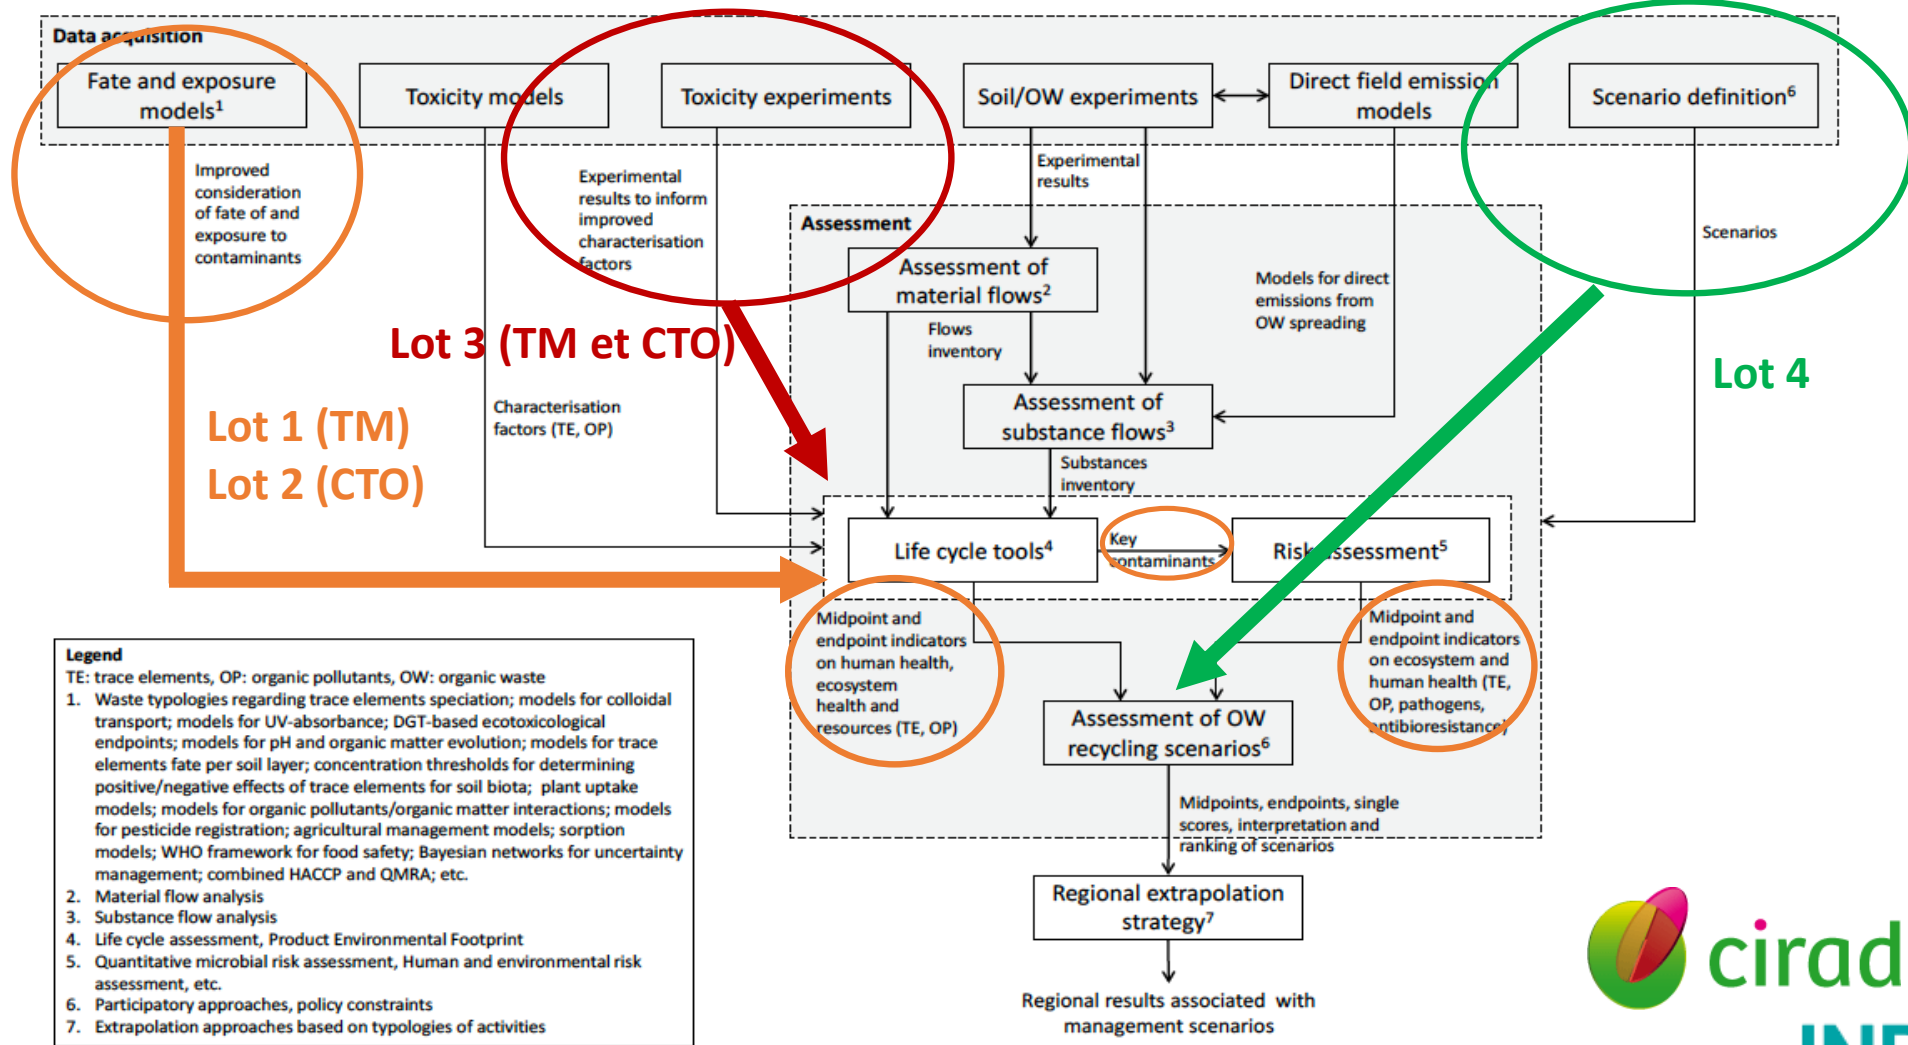 Data acquisition
Fate and exposure
models1
Toxicity models
Toxicity experiments
Soil/OW experiments
Direct field emission
models
Scenario definition6
Improved
consideration
of fate of and
exposure to
contaminants
Experimental
results to inform
improved
characterisation
factors
Experimental
results
Scenarios
Assessment
Assessment of
material flows2
Models for direct
emissions from
OW spreading
Flows
inventory
Lot 3 (TM et CTO)
Lot 4
Lot 1 (TM)
Lot 2 (CTO)
Characterisation
factors (TE, OP)
Assessment of
substance flows3
Substances
inventory
Life cycle tools4
Key
contaminants
Risk assessment5
Midpoint and
endpoint indicators
on human health,
ecosystem
health and
resources (TE, OP)
Midpoint and
endpoint indicators
on ecosystem and
human health (TE,
OP, pathogens,
antibioresistance)
Assessment of OW
recycling scenarios6
Midpoints, endpoints, single
scores, interpretation and
ranking of scenarios
Regional extrapolation
strategy7
Regional results associated with
management scenarios
Legend
TE: trace elements, OP: organic pollutants, OW: organic waste
1. Waste typologies regarding trace elements speciation; models for colloidal
transport; models for UV-absorbance; DGT-based ecotoxicological
endpoints; models for pH and organic matter evolution; models for trace
elements fate per soil layer; concentration thresholds for determining
positive/negative effects of trace elements for soil biota; plant uptake
models; models for organic pollutants/organic matter interactions; models
for pesticide registration; agricultural management models; sorption
models; WHO framework for food safety; Bayesian networks for uncertainty
management; combined HACCP and QMRA; etc.
2. Material flow analysis
3. Substance flow analysis
4. Life cycle assessment, Product Environmental Footprint
5. Quantitative microbial risk assessment, Human and environmental risk
assessment, etc.
6. Participatory approaches, policy constraints
7. Extrapolation approaches based on typologies of activities
cirad